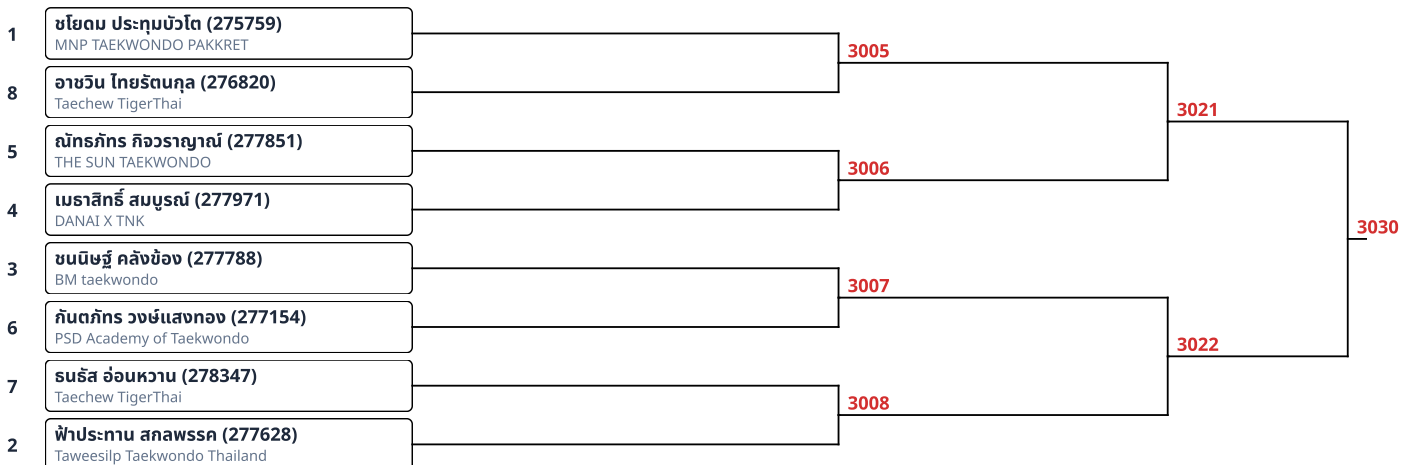 1
ชโยดม ประทุมบัวโต (275759)
MNP TAEKWONDO PAKKRET
8
อาชวิน ไทยรัตนกุล (276820)
Taechew TigerThai
3005
5
ณัทธภัทร กิจวราญาณ์ (277851)
THE SUN TAEKWONDO
4
เมธาสิทธิ์ สมบูรณ์ (277971)
DANAI X TNK
3006
3021
3
ชนนิษฐ์ คลังข้อง (277788)
BM taekwondo
6
กันตภัทร วงษ์แสงทอง (277154)
PSD Academy of Taekwondo
3007
7
ธนธัส อ่อนหวาน (278347)
Taechew TigerThai
2
ฟ้าประทาน สกลพรรค (277628)
Taweesilp Taekwondo Thailand
3008
3022
3030